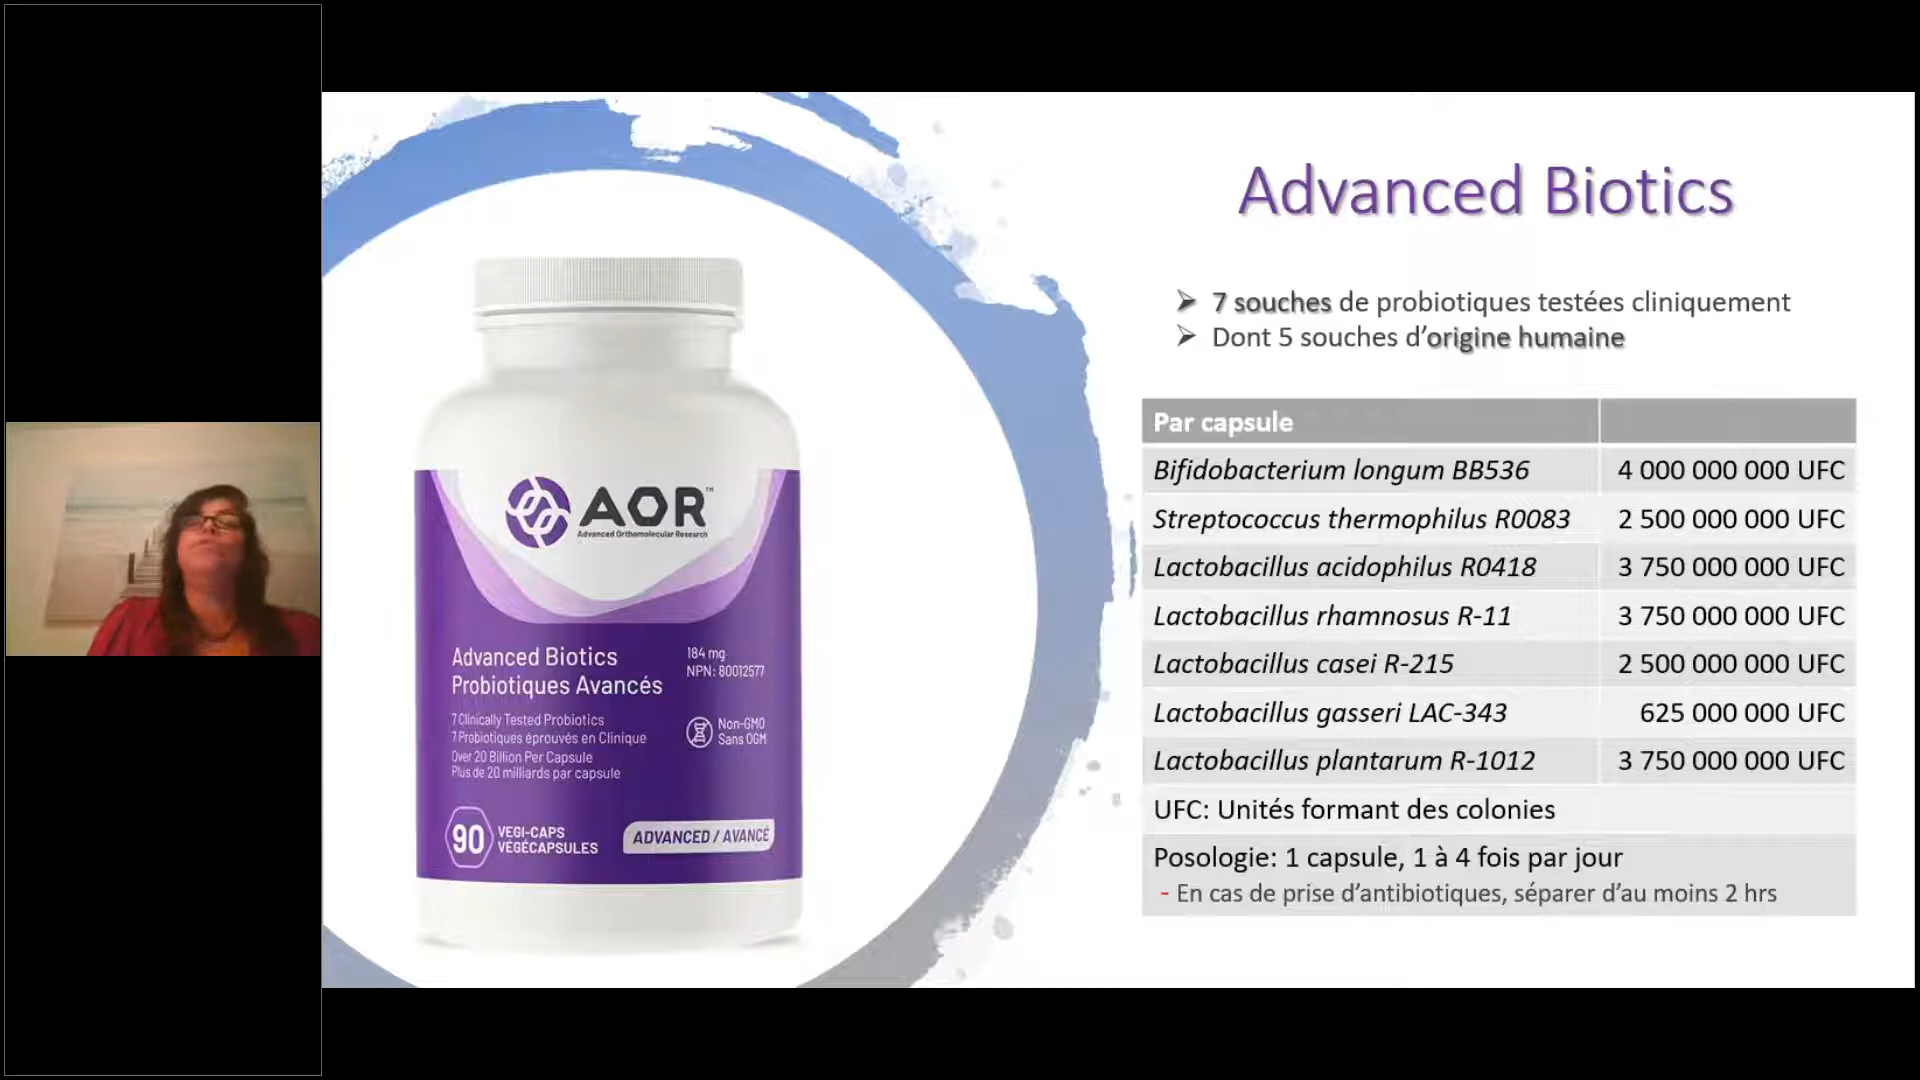 Advanced Biotics
➢ 7 souches de probiotiques testées cliniquement
➢ Dont 5 souches d’origine humaine
Par capsule
Bifidobacterium longum BB536 4 000 000 000 UFC
Streptococcus thermophilus R0083 2 500 000 000 UFC
Lactobacillus acidophilus R0418 3 750 000 000 UFC
Lactobacillus rhamnosus R-11 3 750 000 000 UFC
Lactobacillus casei R-215 2 500 000 000 UFC
Lactobacillus gasseri LAC-343 625 000 000 UFC
Lactobacillus plantarum R-1012 3 750 000 000 UFC
UFC: Unités formant des colonies
Posologie: 1 capsule, 1 à 4 fois par jour
- En cas de prise d’antibiotiques, séparer d’au moins 2 hrs
AOR™
Advanced Orthomolecular Research
Advanced Biotics
Probiotiques Avancés
184 mg
NPN: 80012577
7 Clinically Tested Probiotics
7 Probiotiques éprouvés en Clinique
Over 20 Billion Per Capsule
Plus de 20 milliards par capsule
Non-GMO
Sans OGM
90 VEGI-CAPS
VÉGÉCAPSULES
ADVANCED / AVANCÉ